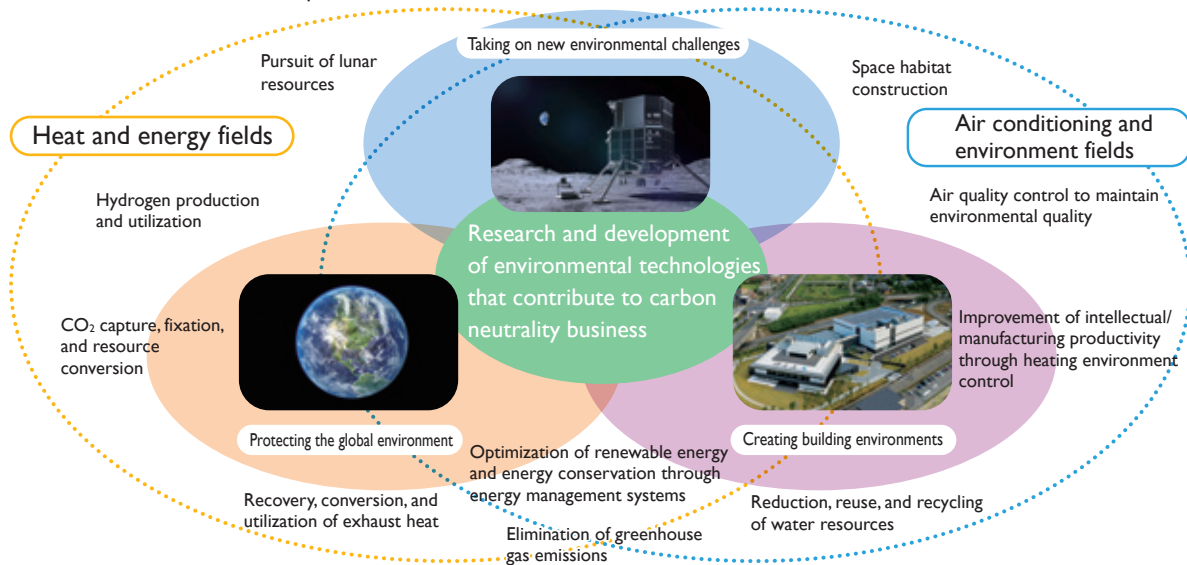 Taking on new environmental challenges
Pursuit of lunar
resources
Space habitat
construction
Heat and energy fields
Air conditioning and
environment fields
Hydrogen production
and utilization
Air quality control to maintain
environmental quality
Research and development
of environmental technologies
that contribute to carbon
neutrality business
CO₂ capture, fixation,
and resource
conversion
Improvement of intellectual/
manufacturing productivity
through heating environment
control
Protecting the global environment
Creating building environments
Optimization of renewable energy
and energy conservation through
energy management systems
Recovery, conversion, and
utilization of exhaust heat
Reduction, reuse, and recycling
of water resources
Elimination of greenhouse
gas emissions